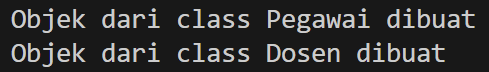 Objek dari class Pegawai dibuat
Objek dari class Dosen dibuat